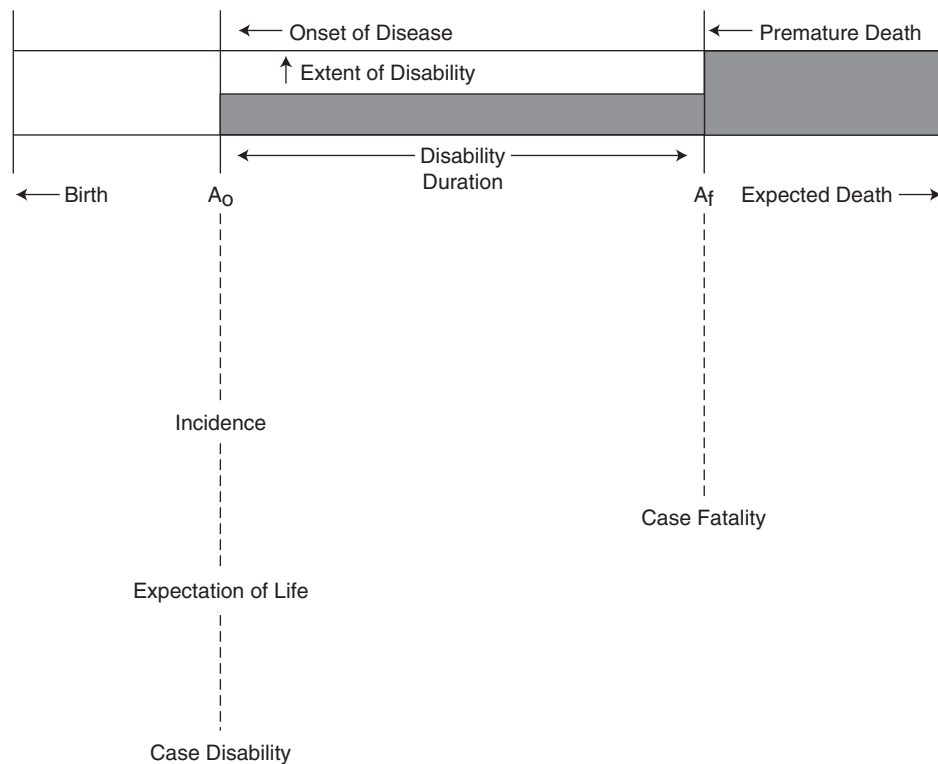 Onset of Disease
Premature Death
Extent of Disability
Disability
Duration
Birth
Ao
Af
Expected Death
Incidence
Case Fatality
Expectation of Life
Case Disability